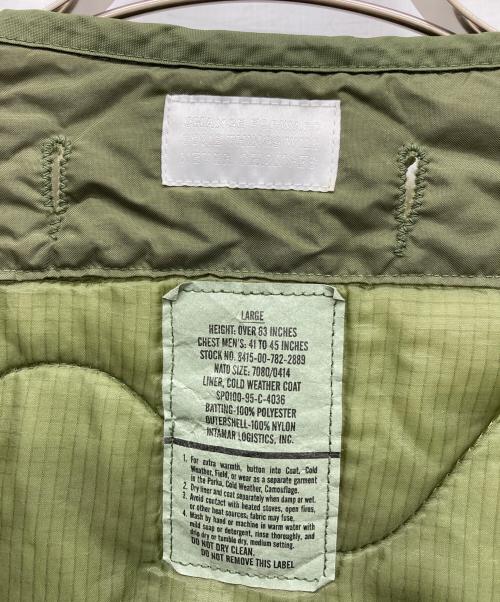 LARGE
HEIGHT: OVER 63 INCHES
CHEST MEN'S: 41 TO 45 INCHES
STOCK NO. 8415-00-782-2889
NATO SIZE: 7080/0414
LINER, COLD WEATHER COAT
SPO100-95-C-4036
BATTING-100% POLYESTER
OUTERSHELL-100% NYLON
INTAMAR LOGISTICS, INC.
1. For extra warmth, button into Coat, Cold
Weather, Field, or wear as a separate garment
in the Parka, Cold Weather, Camouflage.
2. Dry liner and coat separately when damp or wet.
3. Avoid contact with heated stoves, open fires,
or other heat sources; fabric may fuse.
4. Wash by hand or machine in warm water with
mild soap or detergent, rinse thoroughly, and
drip dry or tumble dry, medium setting.
DO NOT DRY CLEAN.
DO NOT REMOVE THIS LABEL